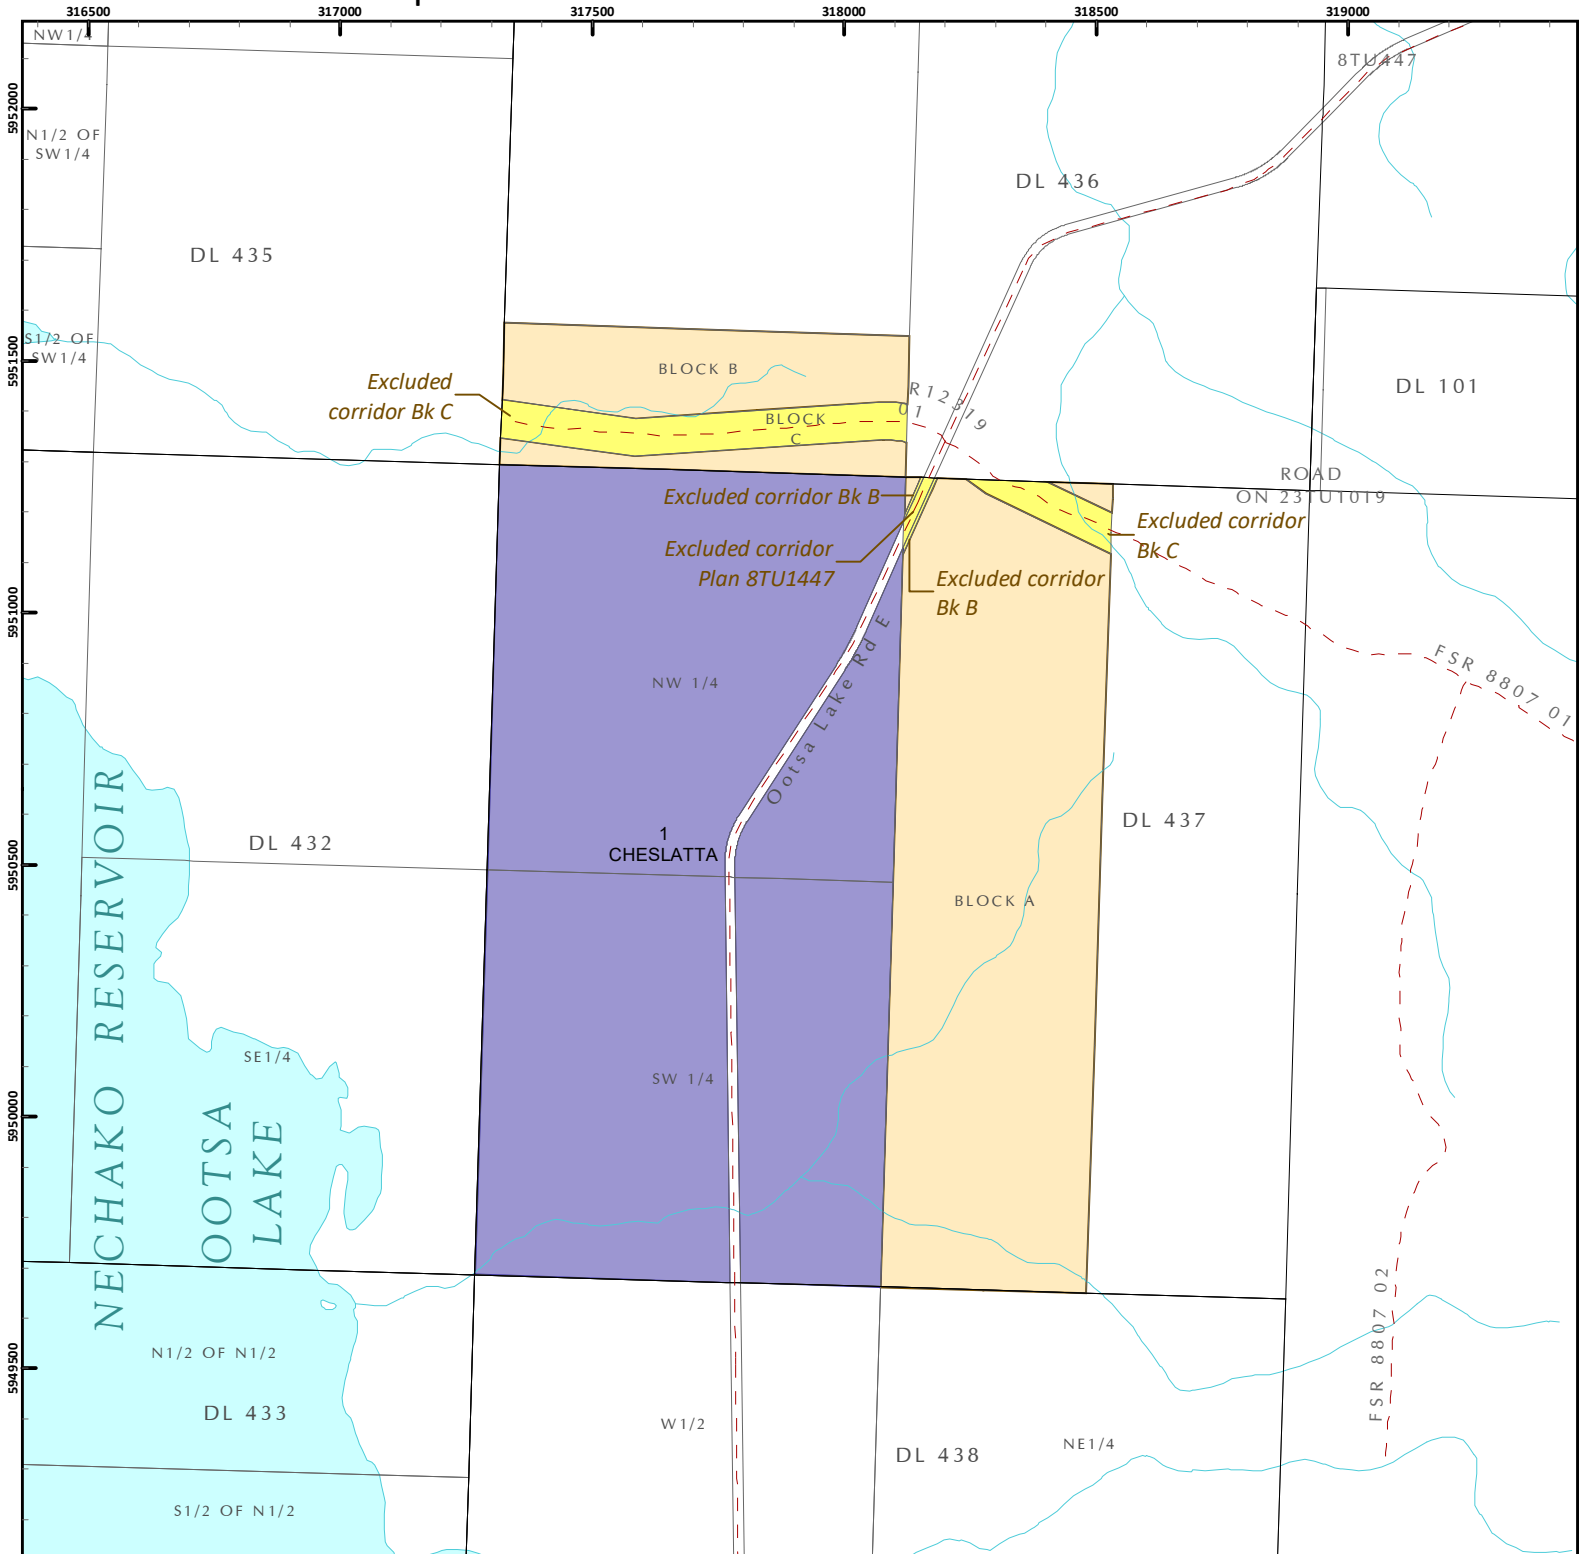 316500
317000
317500
318000
318500
319000
5952000
5951500
5951000
5950500
5950000
5949500
NW1/4
8TU447
N1/2 OF
SW1/4
DL 436
DL 435
S1/2 OF
SW1/4
BLOCK B
Excluded
corridor Bk C
BLOCK
C
R12319
01
DL 101
ROAD
ON 231U1019
Excluded corridor Bk B
Excluded corridor
Plan 8TU1447
Excluded corridor
Bk C
Excluded corridor
Bk B
Ootsa Lake Rd E
NW 1/4
FSR 8807 01
DL 432
1
CHESLATTA
DL 437
BLOCK A
NECHAKO RESERVOIR
OOTSA
LAKE
SE1/4
SW 1/4
FSR 8807 02
N1/2 OF N1/2
DL 433
W1/2
DL 438
NE1/4
S1/2 OF N1/2